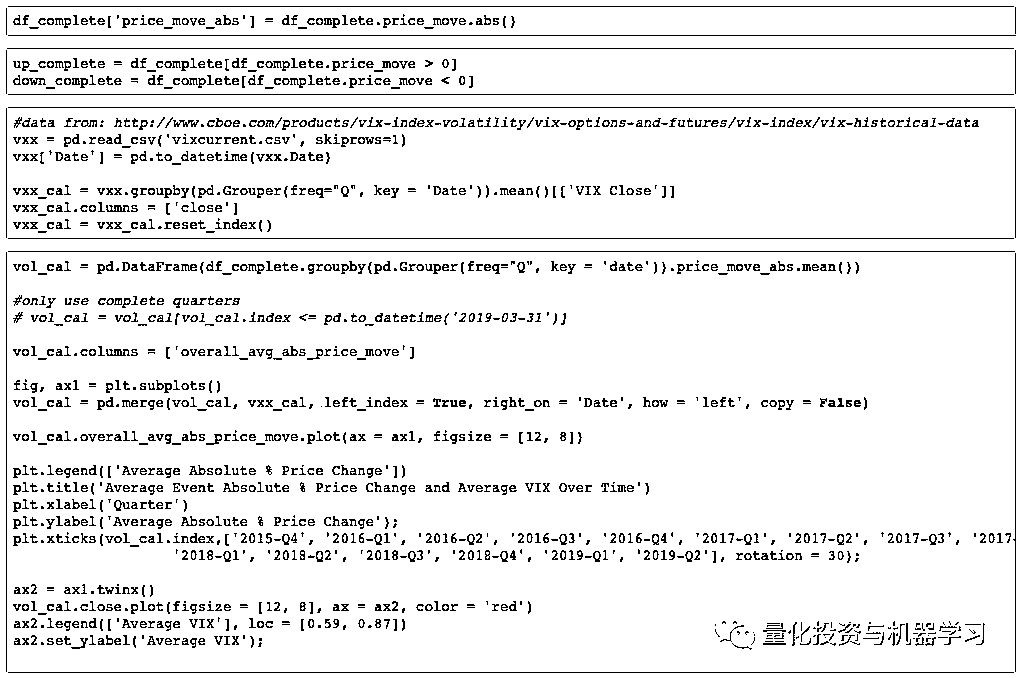 df_complete['price_move_abs'] = df_complete.price_move.abs()
up_complete = df_complete[df_complete.price_move > 0]
down_complete = df_complete[df_complete.price_move < 0]
#data from: http://www.cboe.com/products/vix-index-volatility/vix-options-and-futures/vix-index/vix-historical-data
vxx = pd.read_csv('vixcurrent.csv', skiprows=1)
vxx['Date'] = pd.to_datetime(vxx.Date)
vxx_cal = vxx.groupby(pd.Grouper(freq="Q", key = 'Date')).mean()[['VIX Close']]
vxx_cal.columns = ['close']
vxx_cal = vxx_cal.reset_index()
vol_cal = pd.DataFrame(df_complete.groupby(pd.Grouper(freq="Q", key = 'date')).price_move_abs.mean())
#only use complete quarters
# vol_cal = vol_cal[vol_cal.index <= pd.to_datetime('2019-03-31')]
vol_cal.columns = ['overall_avg_abs_price_move']
fig, ax1 = plt.subplots()
vol_cal = pd.merge(vol_cal, vxx_cal, left_index = True, right_on = 'Date', how = 'left', copy = False)
vol_cal.overall_avg_abs_price_move.plot(ax = ax1, figsize = [12, 8])
plt.legend(['Average Absolute % Price Change'])
plt.title('Average Event Absolute % Price Change and Average VIX Over Time')
plt.xlabel('Quarter')
plt.ylabel('Average Absolute % Price Change');
plt.xticks(vol_cal.index,['2015-Q4', '2016-Q1', '2016-Q2', '2016-Q3', '2016-Q4', '2017-Q1', '2017-Q2', '2017-Q3', '2017-
'2018-Q1', '2018-Q2', '2018-Q3', '2018-Q4', '2019-Q1', '2019-Q2'], rotation = 30);
ax2 = ax1.twinx()
vol_cal.close.plot(figsize = [12, 8], ax = ax2, color = 'red')
ax2.legend(['Average VIX'], loc = [0.59, 0.87])
ax2.set_ylabel('Average VIX');
量化投资与机器学习